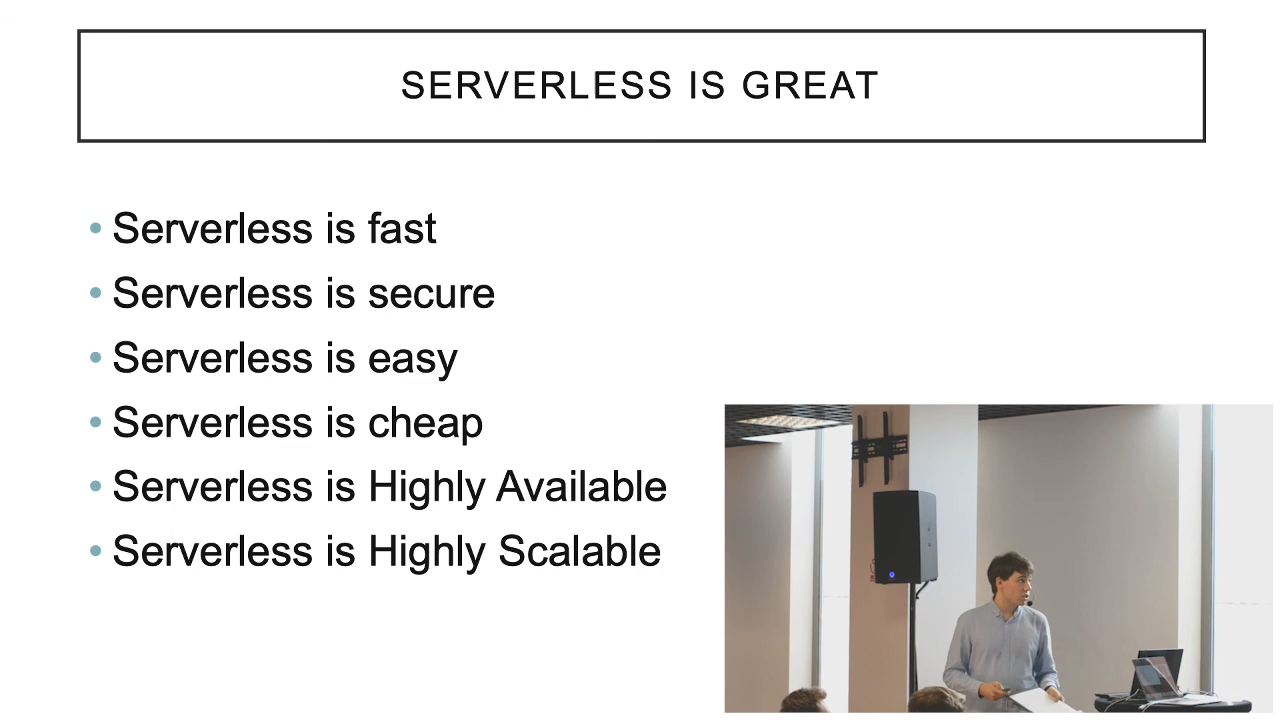 SERVERLESS IS GREAT
• Serverless is fast
• Serverless is secure
• Serverless is easy
• Serverless is cheap
• Serverless is Highly Available
• Serverless is Highly Scalable